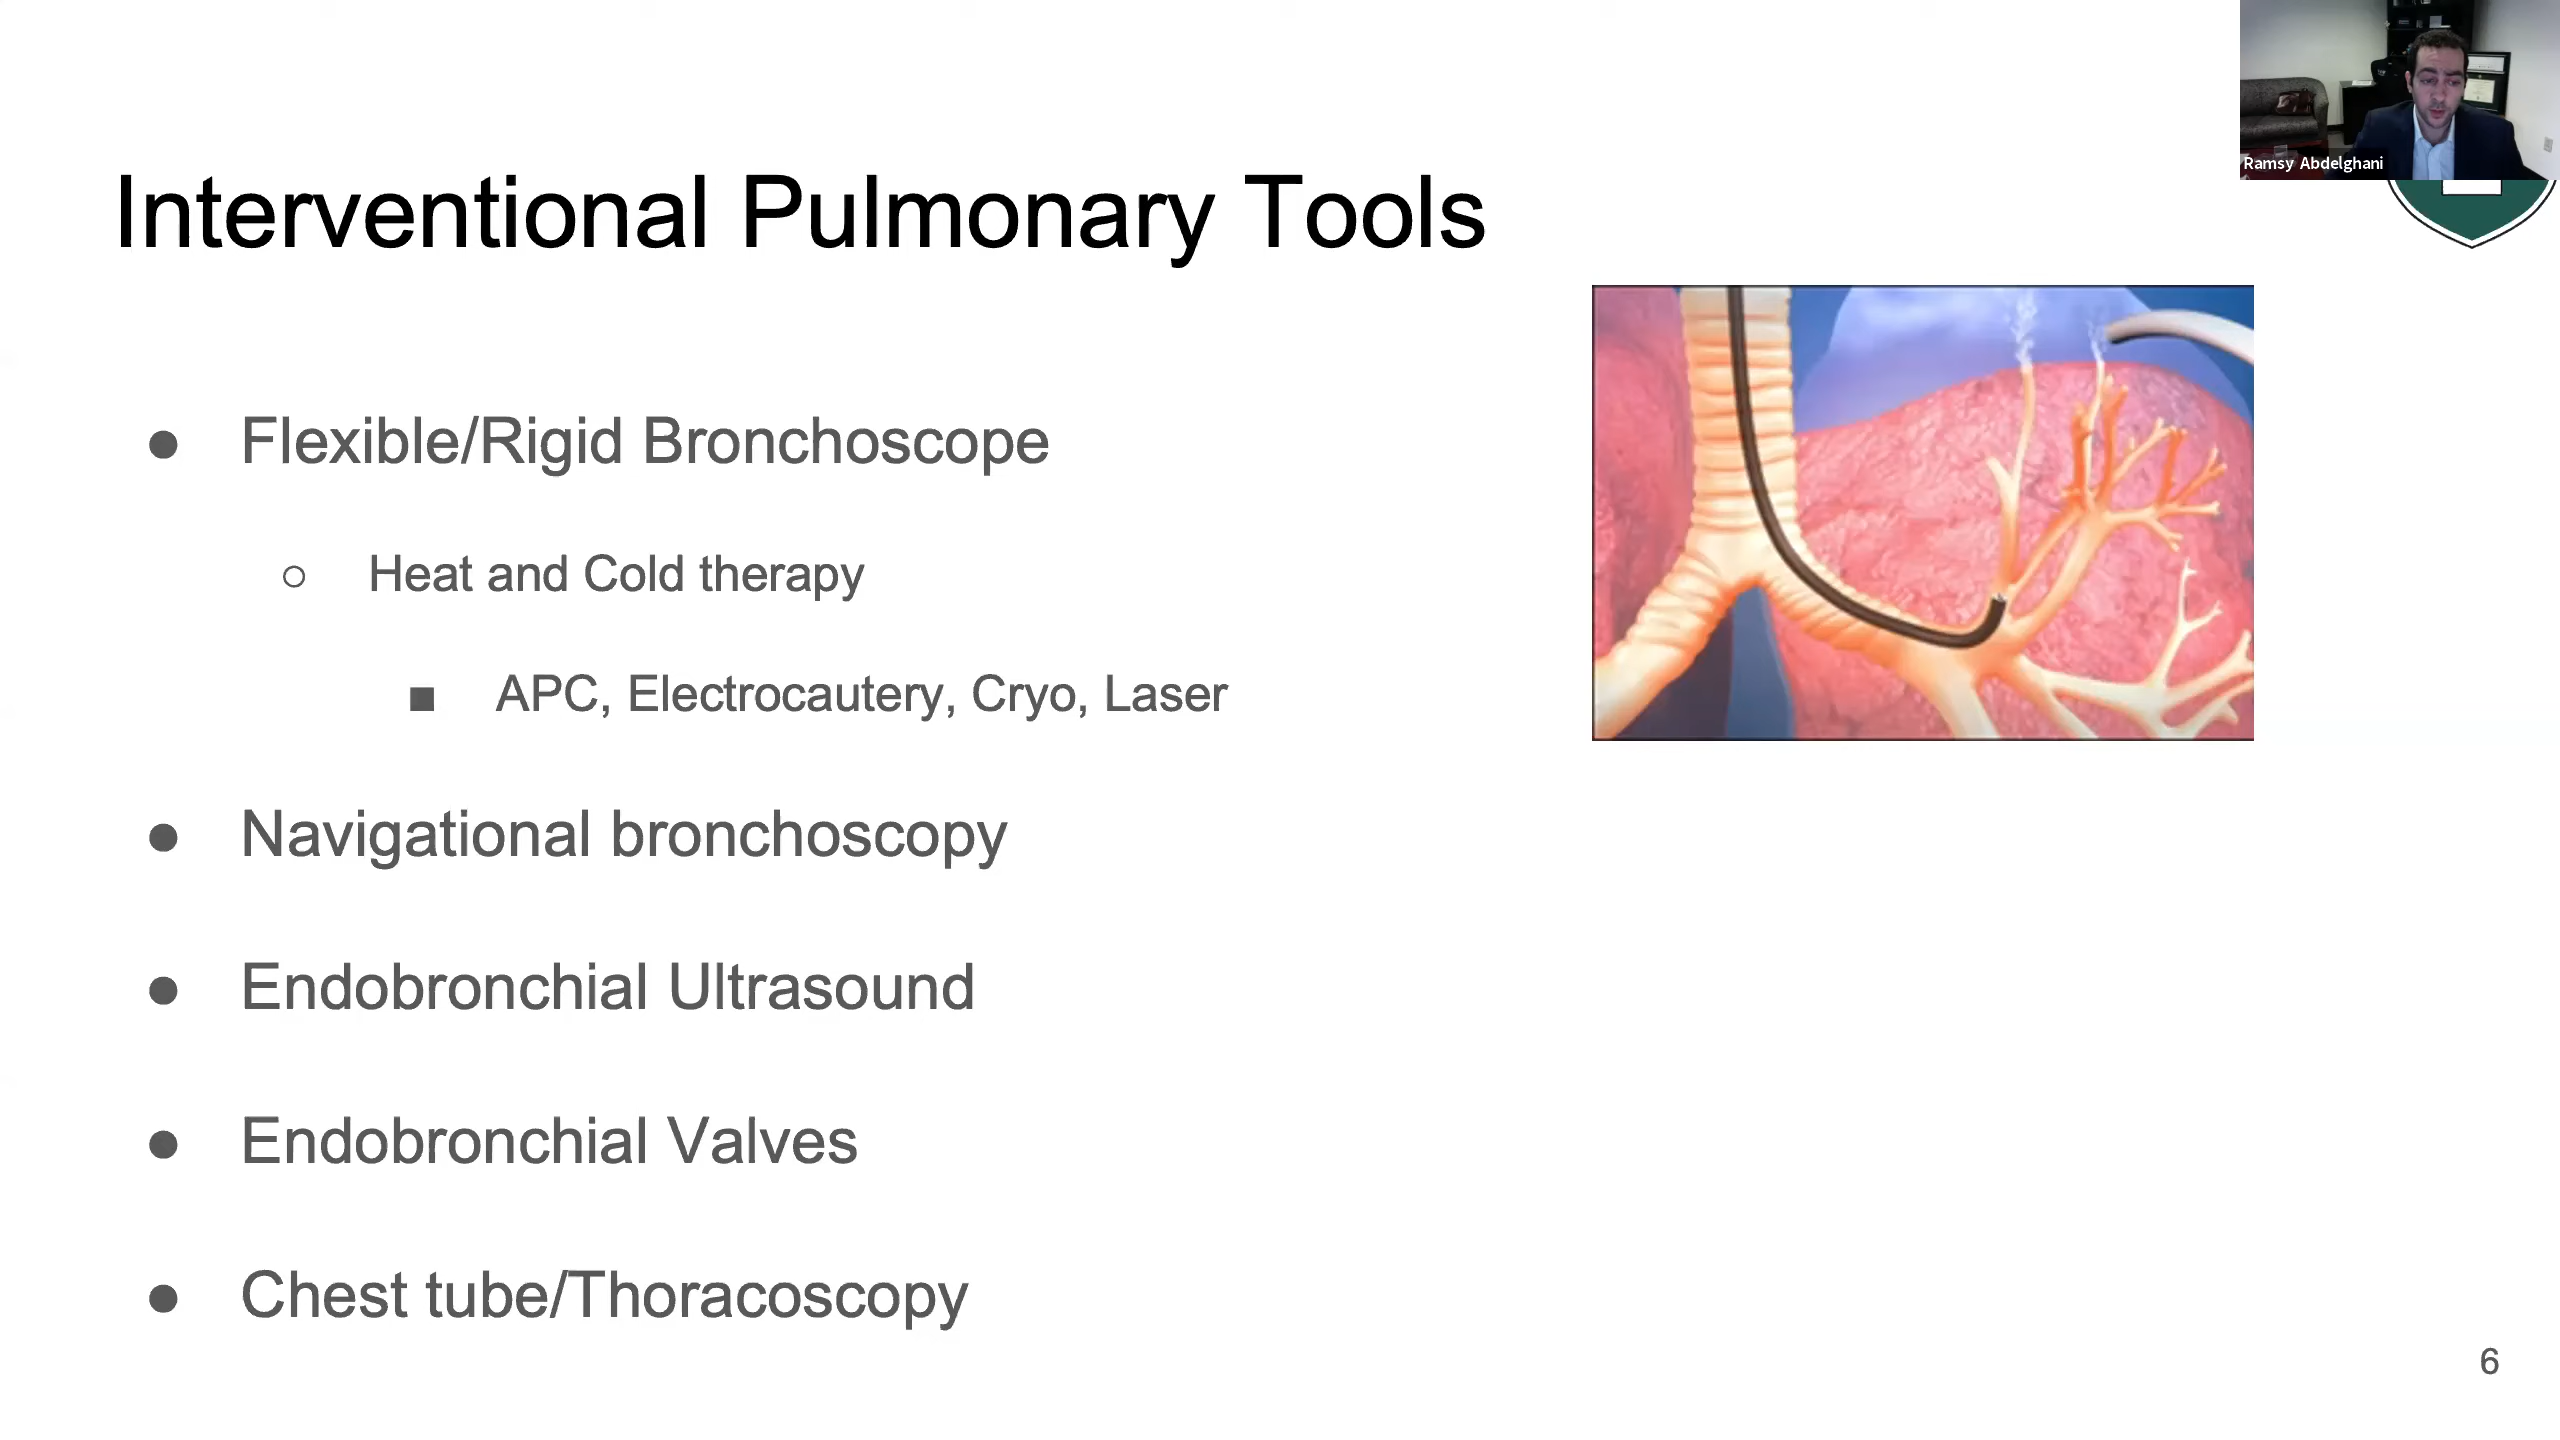 Ramsy Abdelghani
Interventional Pulmonary Tools
● Flexible/Rigid Bronchoscope
○ Heat and Cold therapy
■ APC, Electrocautery, Cryo, Laser
● Navigational bronchoscopy
● Endobronchial Ultrasound
● Endobronchial Valves
● Chest tube/Thoracoscopy
6